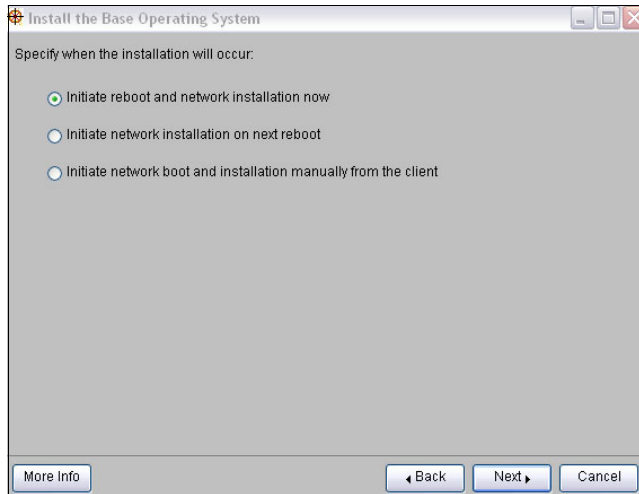 Install the Base Operating System
Specify when the installation will occur:
Initiate reboot and network installation now
Initiate network installation on next reboot
Initiate network boot and installation manually from the client
More Info
Back
Next
Cancel